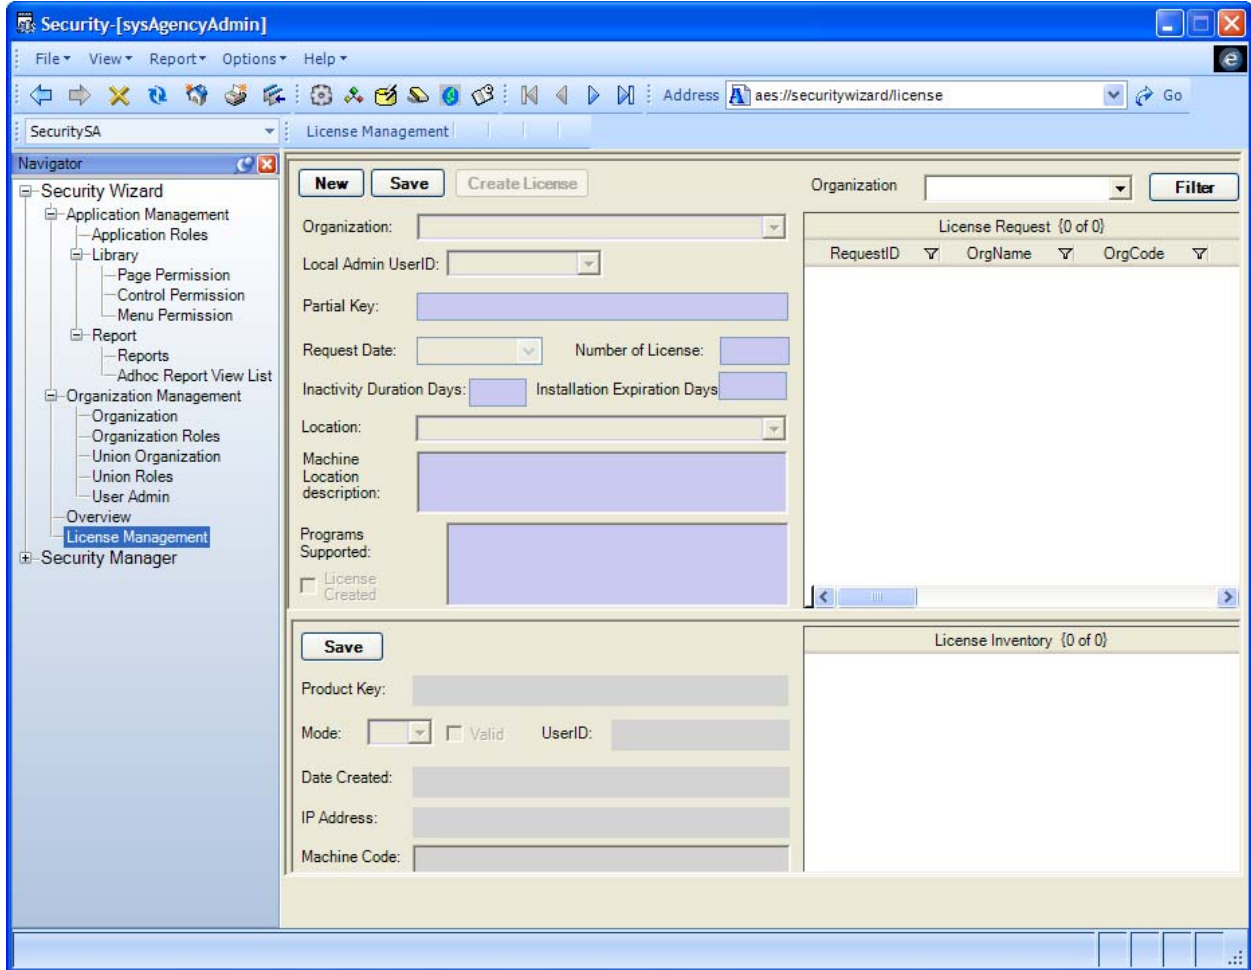 Security-[sysAgencyAdmin]
File View Report Options Help
Address aes://securitywizard/license Go
SecuritySA License Management
Navigator
Security Wizard
Application Management
Application Roles
Library
Page Permission
Control Permission
Menu Permission
Report
Reports
Adhoc Report View List
Organization Management
Organization
Organization Roles
Union Organization
Union Roles
User Admin
Overview
License Management
Security Manager
New Save Create License
Organization:
Local Admin UserID:
Partial Key:
Request Date: Number of License:
Inactivity Duration Days: Installation Expiration Days
Location:
Machine
Location
description:
Programs
Supported:
License
Created
Organization Filter
License Request {0 of 0}
RequestID OrgName OrgCode
Save
Product Key:
Mode: Valid UserID:
Date Created:
IP Address:
Machine Code:
License Inventory {0 of 0}